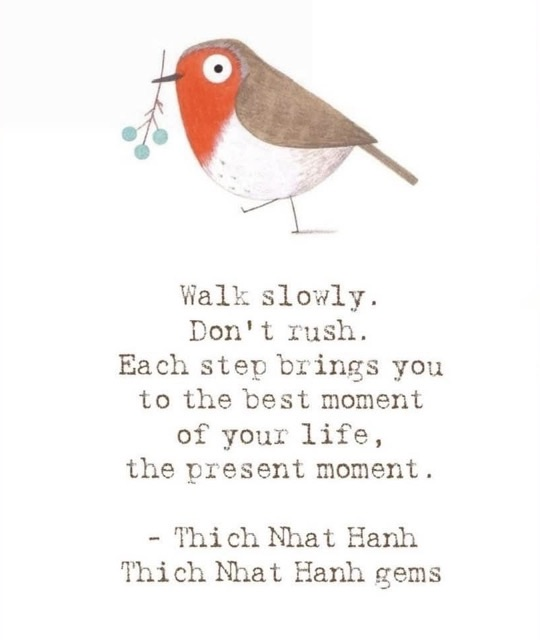 Walk slowly.
Don't rush.
Each step brings you
to the best moment
of your life,
the present moment.
- Thich Nhat Hanh
Thich Nhat Hanh gems